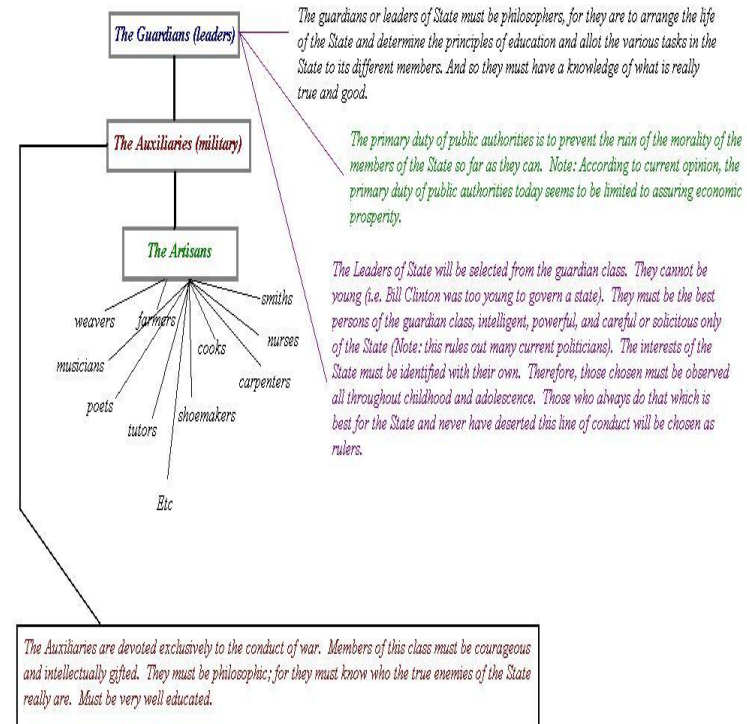 The Guardians (leaders)
The guardians or leaders of State must be philosophers, for they are to arrange the life
of the State and determine the principles of education and allot the various tasks in the
State to its different members. And so they must have a knowledge of what is really
true and good.
The Auxiliaries (military)
The primary duty of public authorities is to prevent the ruin of the morality of the
members of the State so far as they can. Note: According to current opinion, the
primary duty of public authorities today seems to be limited to assuring economic
prosperity.
The Artisans
The Leaders of State will be selected from the guardian class. They cannot be
young (i.e. Bill Clinton was too young to govern a state). They must be the best
persons of the guardian class, intelligent, powerful, and careful or solicitous only
of the State (Note: this rules out many current politicians). The interests of the
State must be identified with their own. Therefore, those chosen must be observed
all throughout childhood and adolescence. Those who always do that which is
best for the State and never have deserted this line of conduct will be chosen as
rulers.
weavers
farmers
smiths
musicians
cooks
nurses
poets
carpenters
tutors
shoemakers
Etc
The Auxiliaries are devoted exclusively to the conduct of war. Members of this class must be courageous
and intellectually gifted. They must be philosophic; for they must know who the true enemies of the State
really are. Must be very well educated.